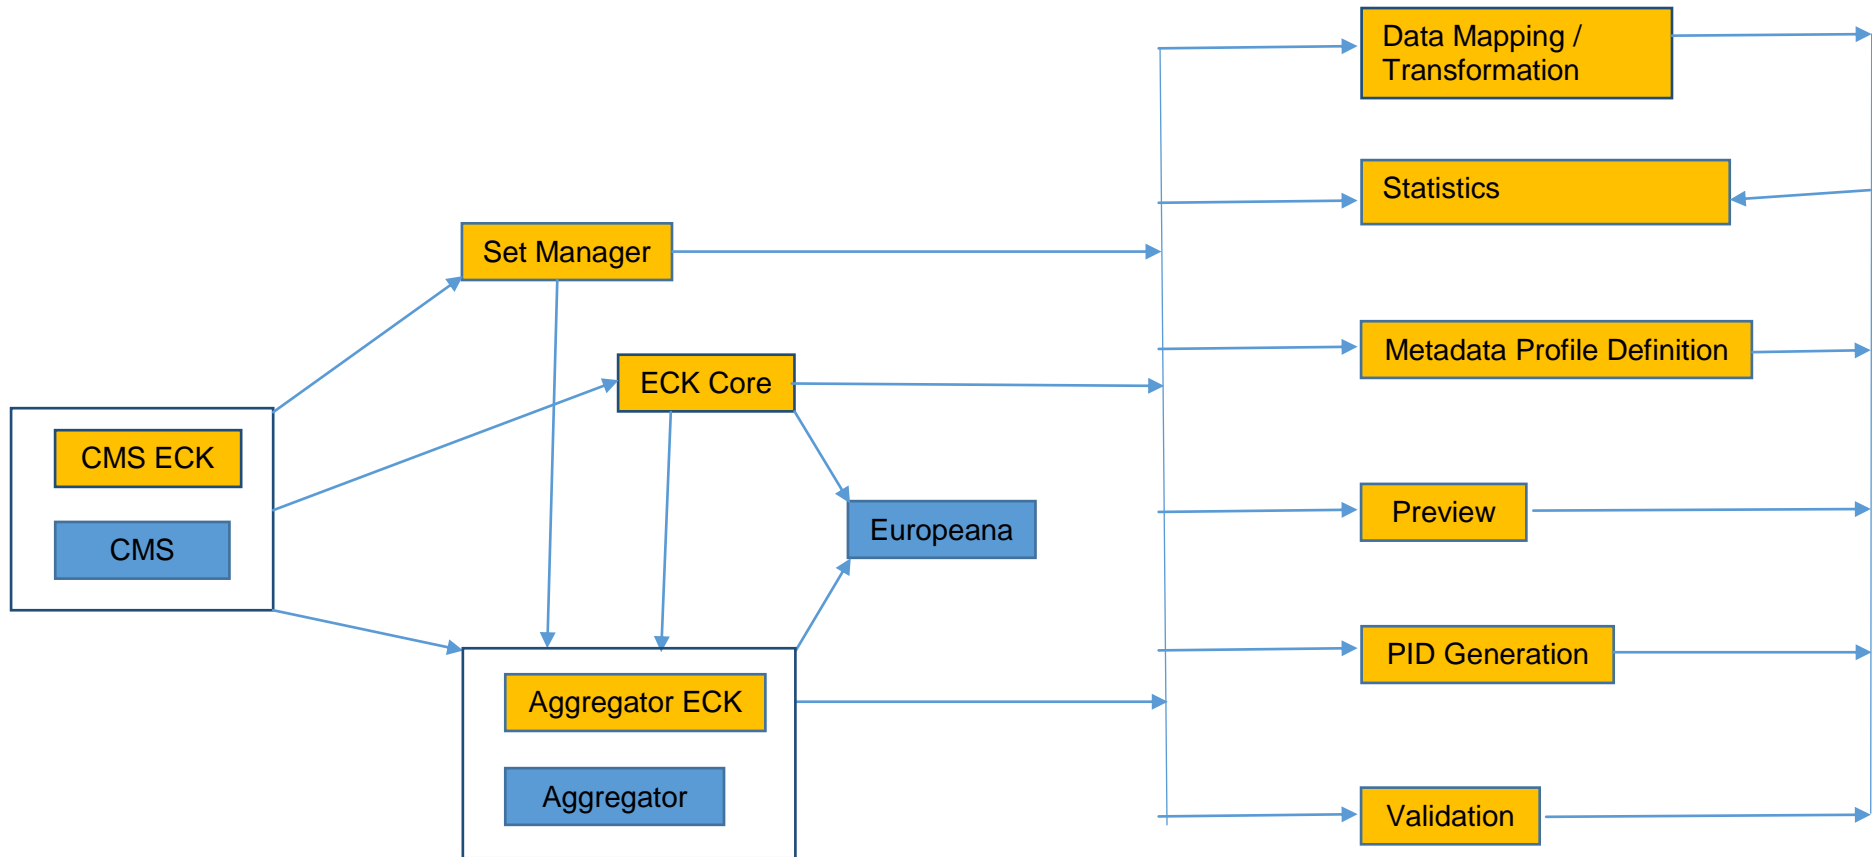 Data Mapping /
Transformation
Statistics
Set Manager
Metadata Profile Definition
ECK Core
CMS ECK
CMS
Europeana
Preview
PID Generation
Aggregator ECK
Aggregator
Validation